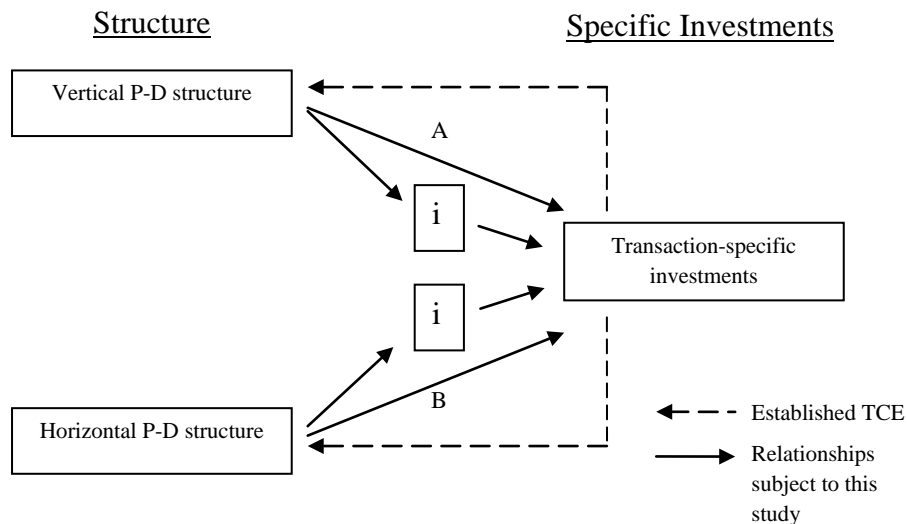 Structure
Specific Investments
Vertical P-D structure
A
i
Transaction-specific
investments
i
B
Horizontal P-D structure
Established TCE
Relationships
subject to this
study